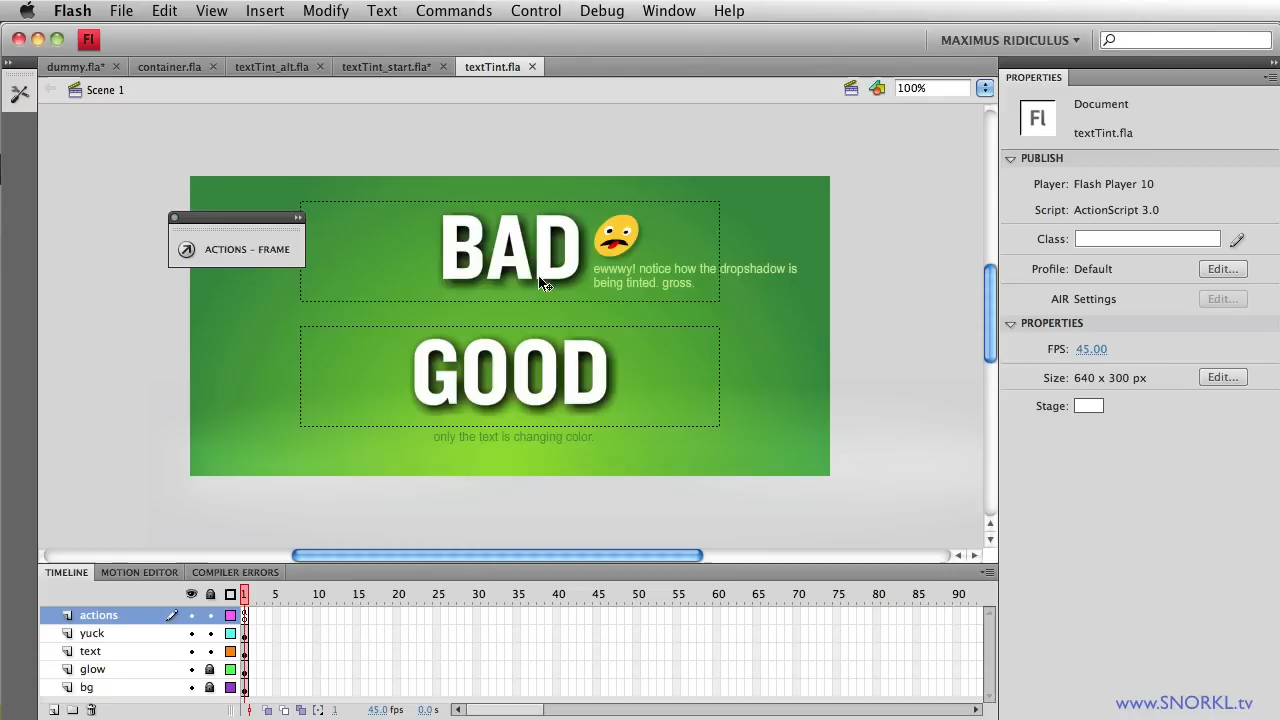 Flash File Edit View Insert Modify Text Commands Control Debug Window Help
Fl MAXIMUS RIDICULUS
dummy.fla* container.fla textTint_alt.fla textTint_start.fla* textTint.fla
PROPERTIES
Scene 1 100%
Fl Document
textTint.fla
PUBLISH
Player: Flash Player 10
Script: ActionScript 3.0
Class:
Profile: Default Edit...
AIR Settings Edit...
PROPERTIES
FPS: 45.00
Size: 640 x 300 px Edit...
Stage:
ACTIONS - FRAME
BAD
ewwwy! notice how the dropshadow is
being tinted. gross.
GOOD
only the text is changing color.
TIMELINE MOTION EDITOR COMPILER ERRORS
1 5 10 15 20 25 30 35 40 45 50 55 60 65 70 75 80 85 90
actions
yuck
text
glow
bg
1 45.0 fps 0.0 s
www.SNORKL.tv